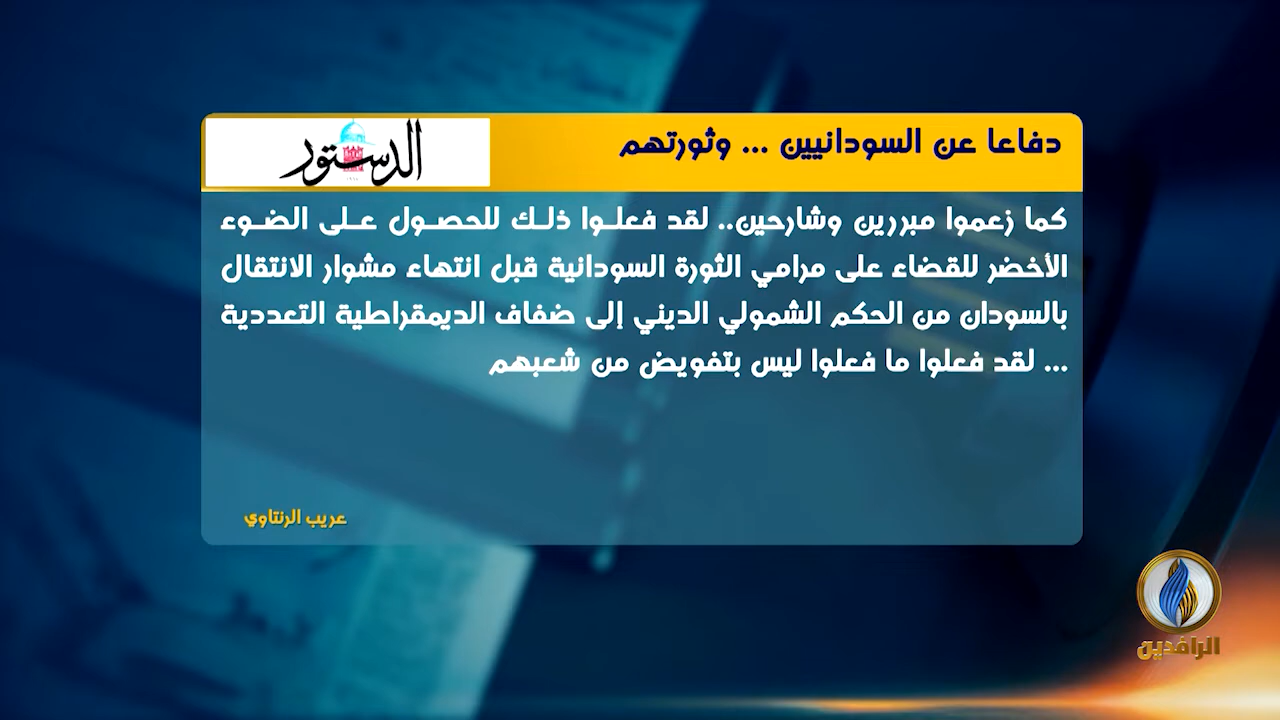 دفاعا عن السودانيين ... وثورتهم
الدستور
كما زعموا مبررين وشارحين.. لقد فعلوا ذلك للحصول على الضوء
الأخضر للقضاء على مرامي الثورة السودانية قبل انتهاء مشوار الانتقال
بالسودان من الحكم الشمولي الديني إلى ضفاف الديمقراطية التعددية
... لقد فعلوا ما فعلوا ليس بتفويض من شعبهم
عريب الرنتاوي
الرافدين